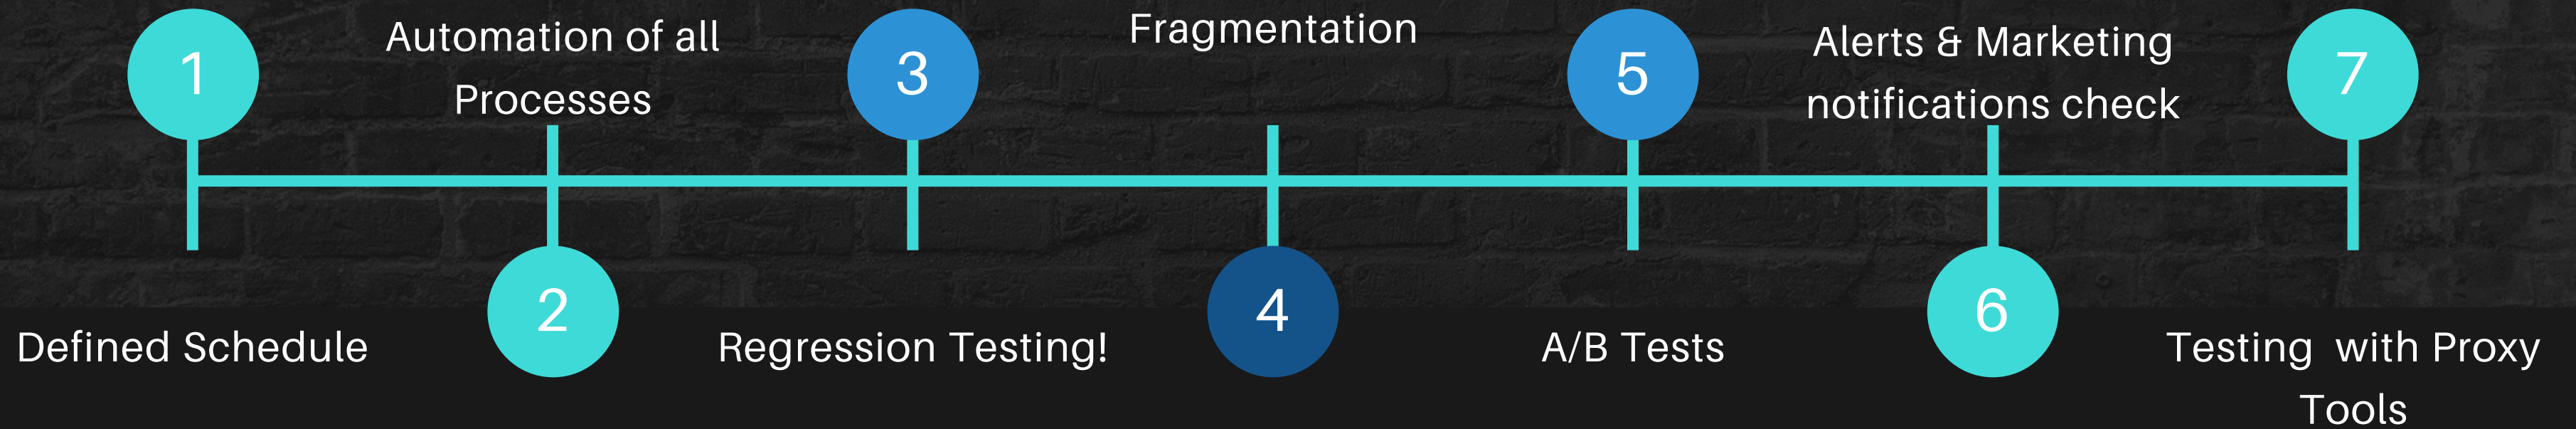 1
Defined Schedule
Automation of all
Processes
2
3
Regression Testing!
Fragmentation
4
5
A/B Tests
Alerts & Marketing
notifications check
6
7
Testing with Proxy
Tools